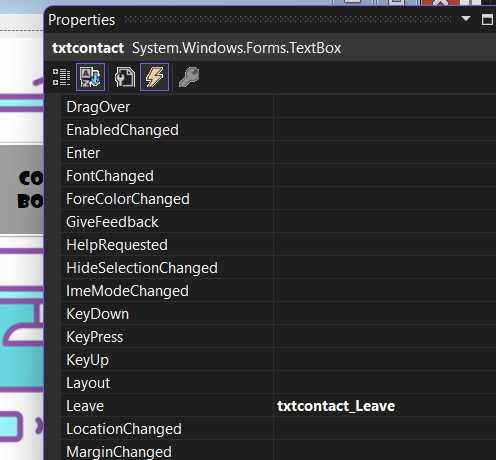 Properties
txtcontact System.Windows.Forms.TextBox
DragOver
EnabledChanged
Enter
FontChanged
ForeColorChanged
GiveFeedback
HelpRequested
HideSelectionChanged
ImeModeChanged
KeyDown
KeyPress
KeyUp
Layout
Leave txtcontact_Leave
LocationChanged
MarginChanged
CO
BO